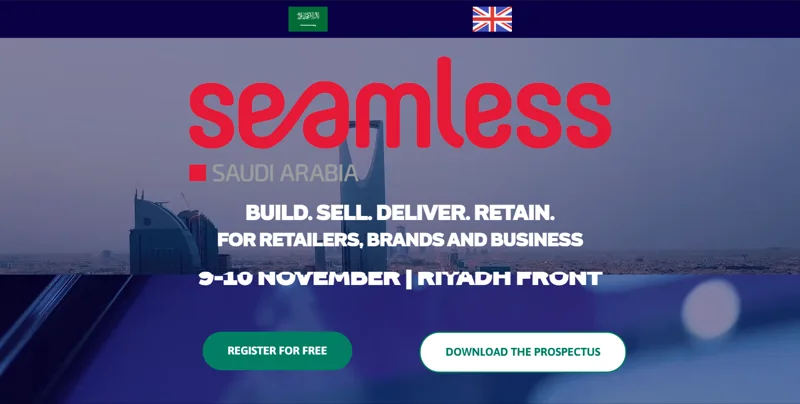 seamless
SAUDI ARABIA
BUILD. SELL. DELIVER. RETAIN.
FOR RETAILERS, BRANDS AND BUSINESS
9-10 NOVEMBER | RIYADH FRONT
REGISTER FOR FREE
DOWNLOAD THE PROSPECTUS